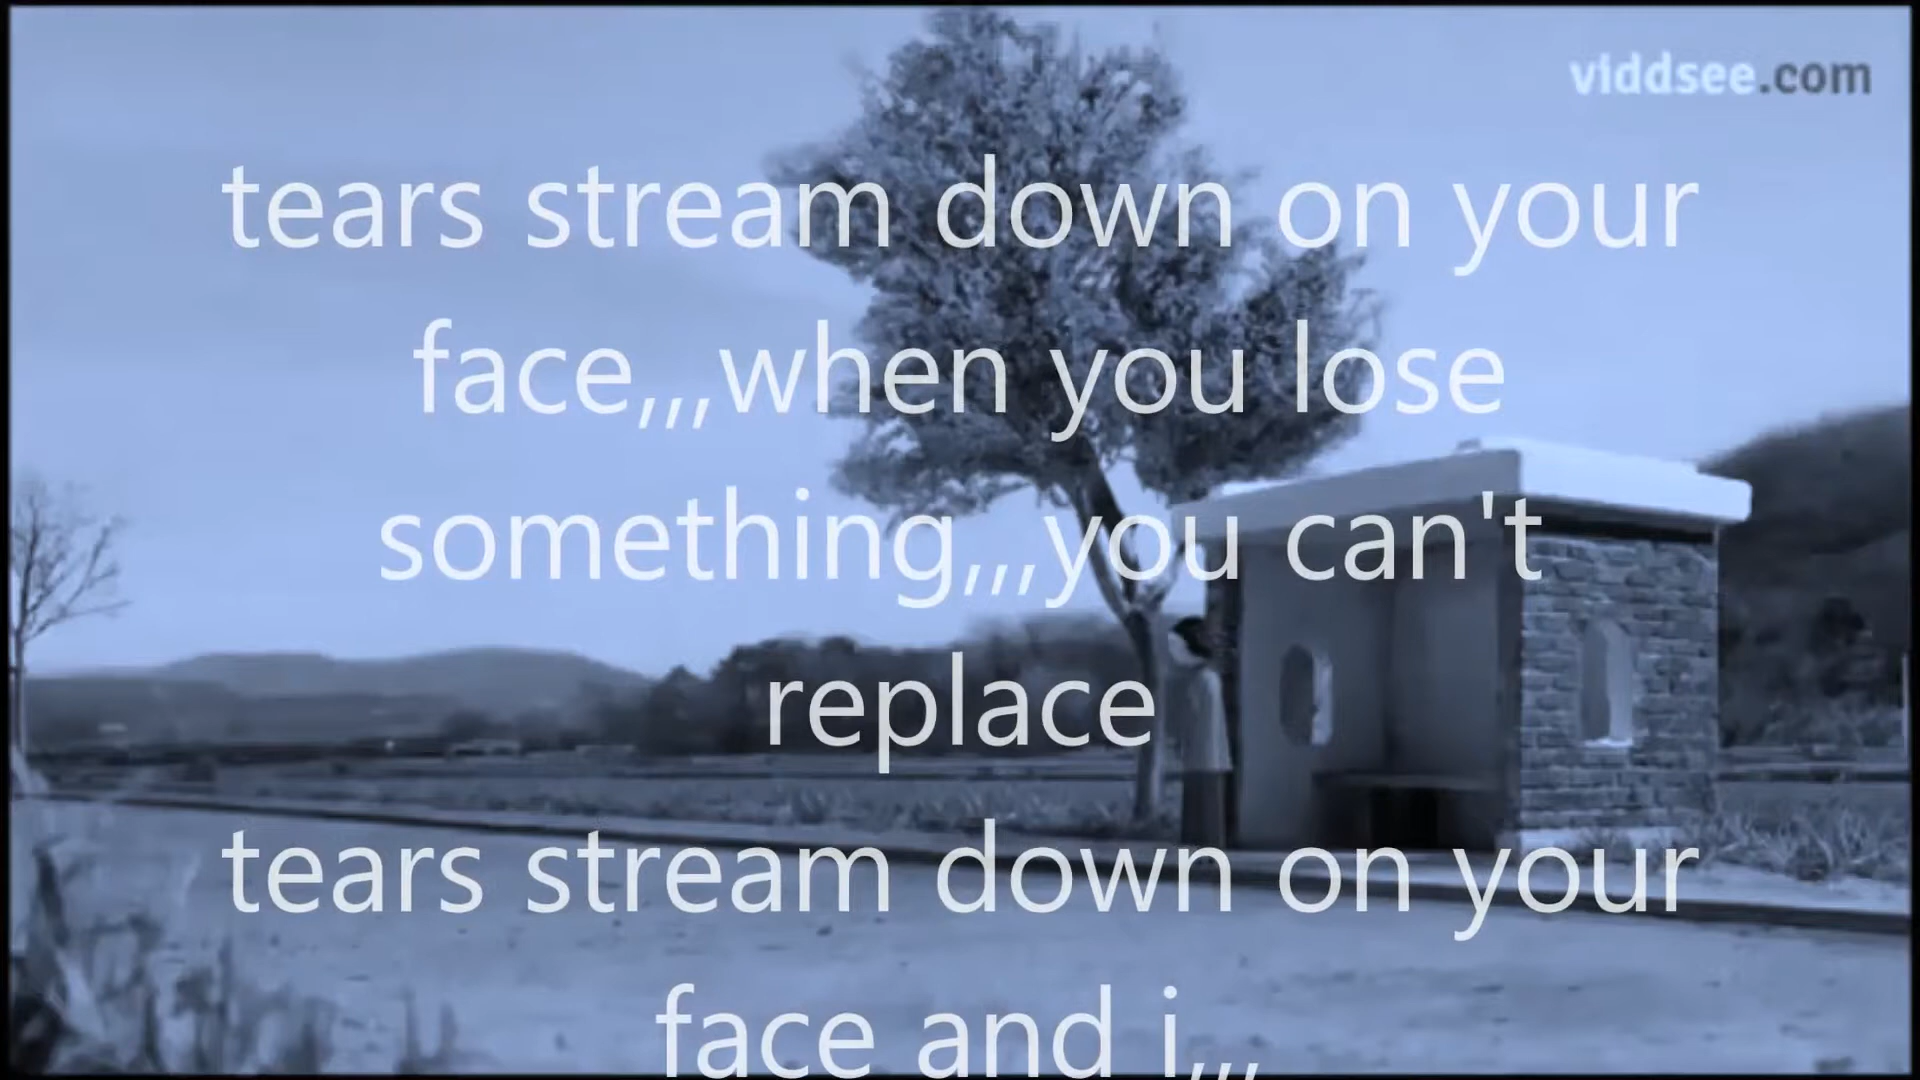 viddsee.com
tears stream down on your
face,,,when you lose
something,,,you can't
replace
tears stream down on your
face and i,,,